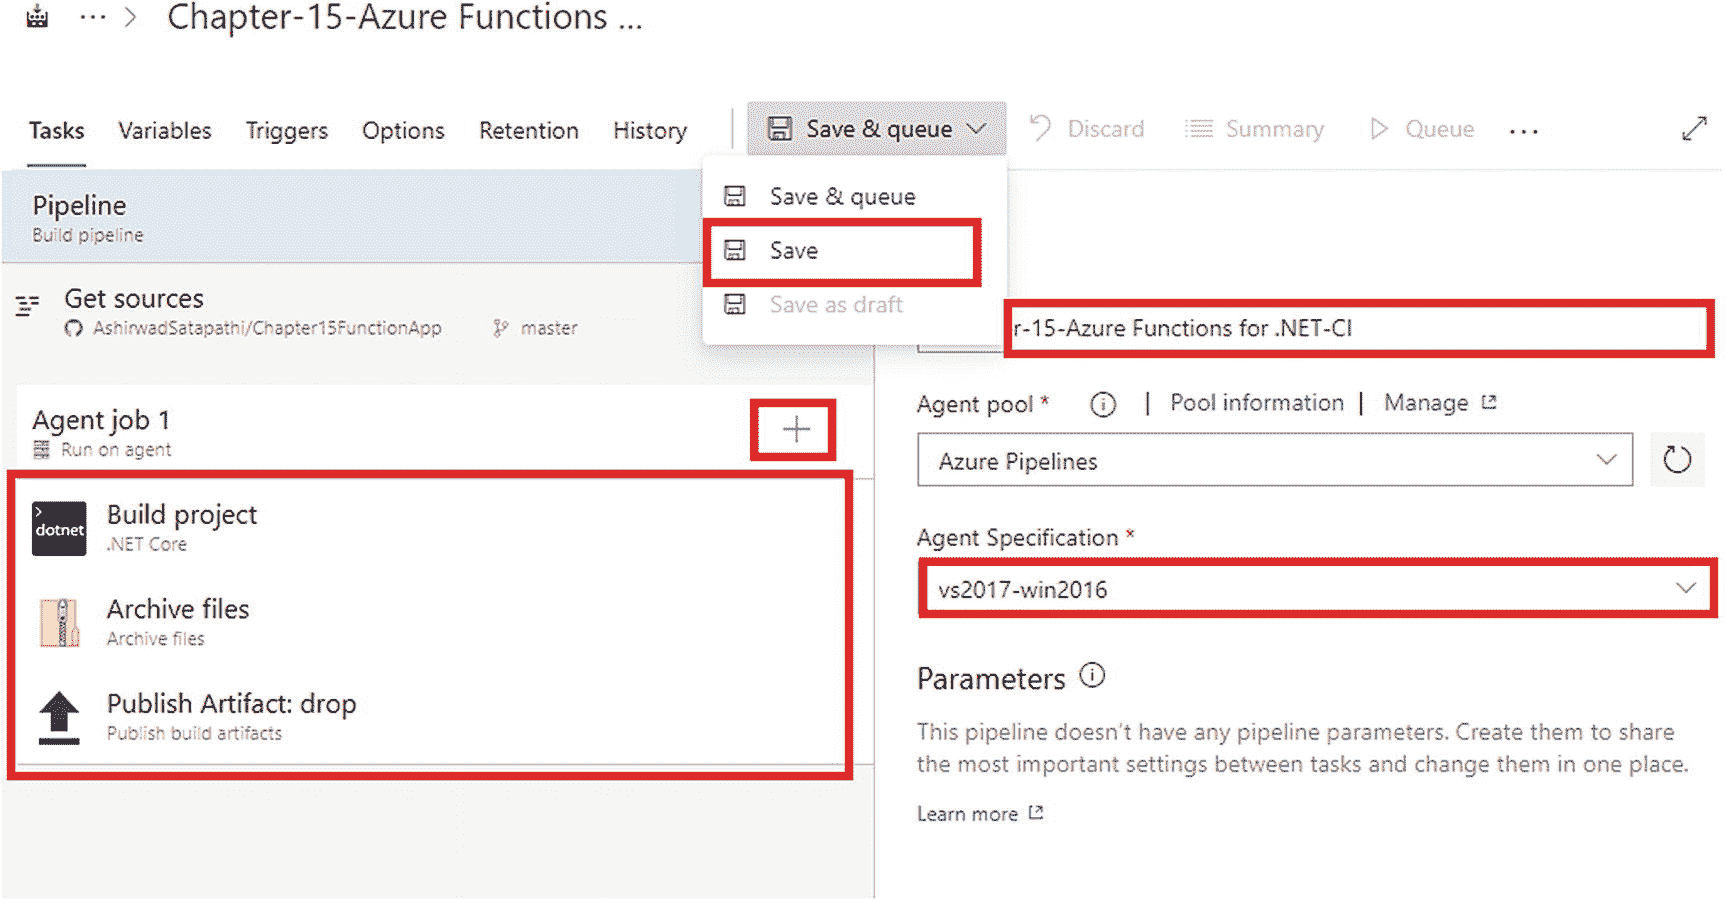 ··· > Chapter-15-Azure Functions ...
Tasks Variables Triggers Options Retention History Save & queue Discard Summary Queue ...
Save & queue
Save
Save as draft
Pipeline
Build pipeline
Get sources
AshirwadSatapathi/Chapter15FunctionApp master
Agent job 1
Run on agent
dotnet
Build project
.NET Core
Archive files
Archive files
Publish Artifact: drop
Publish build artifacts
r-15-Azure Functions for .NET-CI
Agent pool * | Pool information | Manage
Azure Pipelines
Agent Specification *
vs2017-win2016
Parameters
This pipeline doesn't have any pipeline parameters. Create them to share
the most important settings between tasks and change them in one place.
Learn more